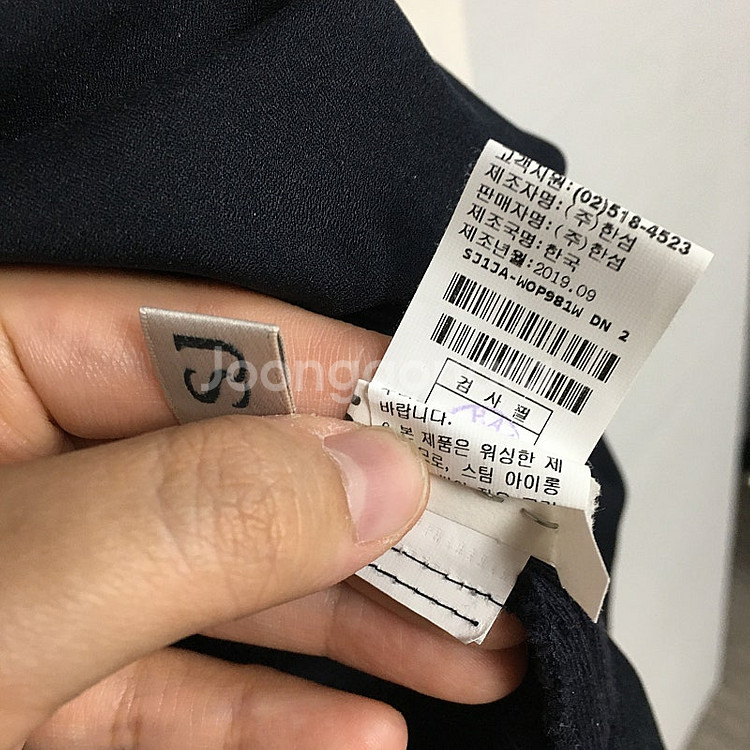 고객지원:(02)518-4523
제조자명:(주)한섬
판매자명:(주)한섬
제조국명:한국
제조년월:2019.09
SJ1JA-WOP981W DN 2
검 사 필
바랍니다.
본 제품은 워싱한 제
므로, 스팀 아이롱
SJ
Joongg